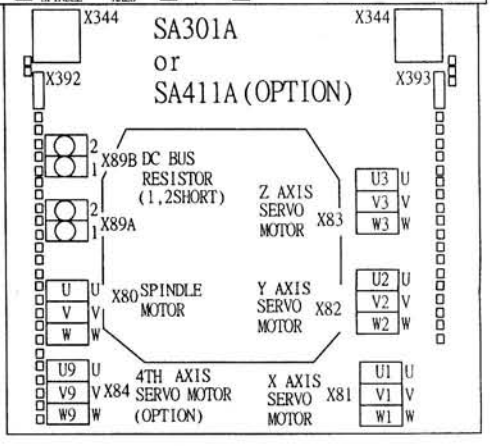 X344
X344
SA301A
or
SA411A(OPTION)
X392
X393
2
1
X89B
DC BUS
RESISTOR
(1,2SHORT)
2
1
X89A
Z AXIS
SERVO
MOTOR
X83
U3 U
V3 V
W3 W
U U
V V
W W
X80
SPINDLE
MOTOR
Y AXIS
SERVO
MOTOR
X82
U2 U
V2 V
W2 W
U9 U
V9 V
W9 W
X84
4TH AXIS
SERVO MOTOR
(OPTION)
X AXIS
SERVO
MOTOR
X81
U1 U
V1 V
W1 W